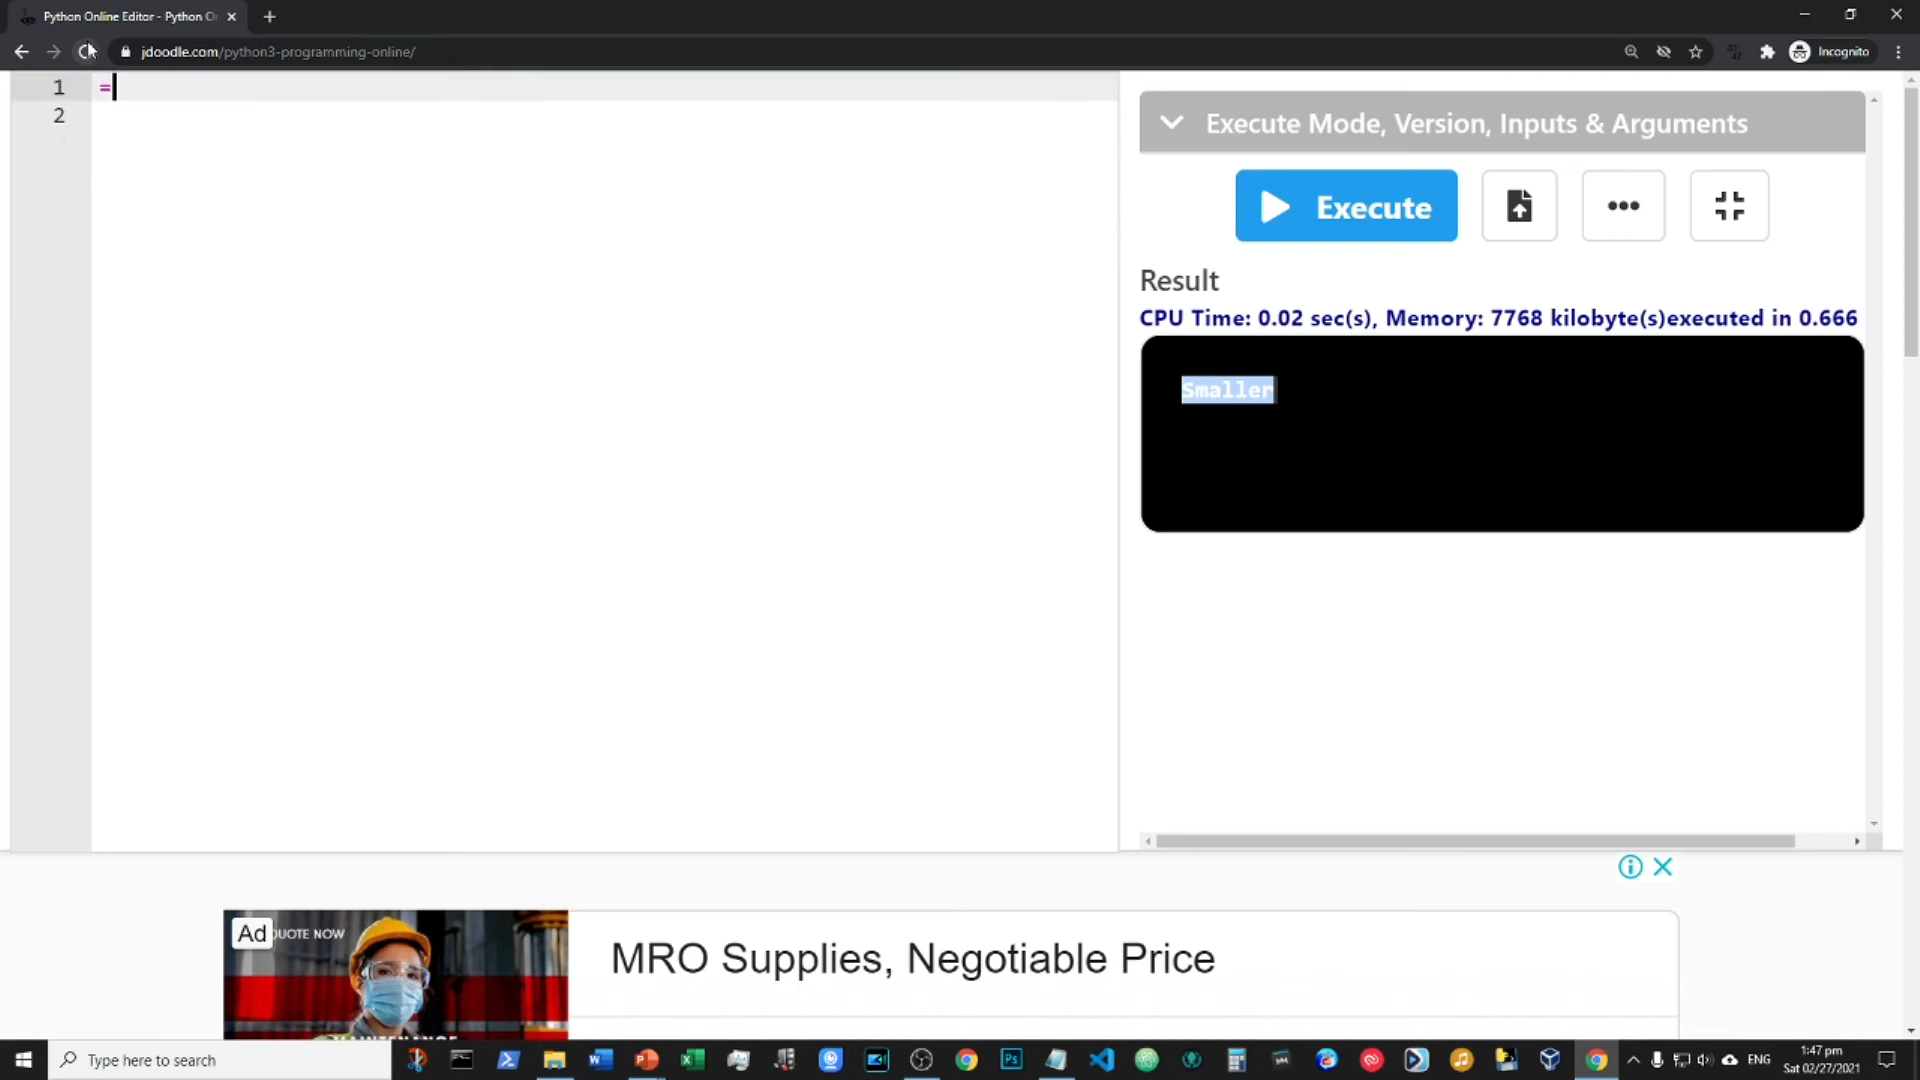 Python Online Editor - Python O
jdoodle.com/python3-programming-online/
Incognito
1 =
2
Execute Mode, Version, Inputs & Arguments
Execute
Result
CPU Time: 0.02 sec(s), Memory: 7768 kilobyte(s)executed in 0.666
Smaller
Ad
QUOTE NOW
MRO Supplies, Negotiable Price
Type here to search
ENG
1:47 pm
Sat 02/27/2021